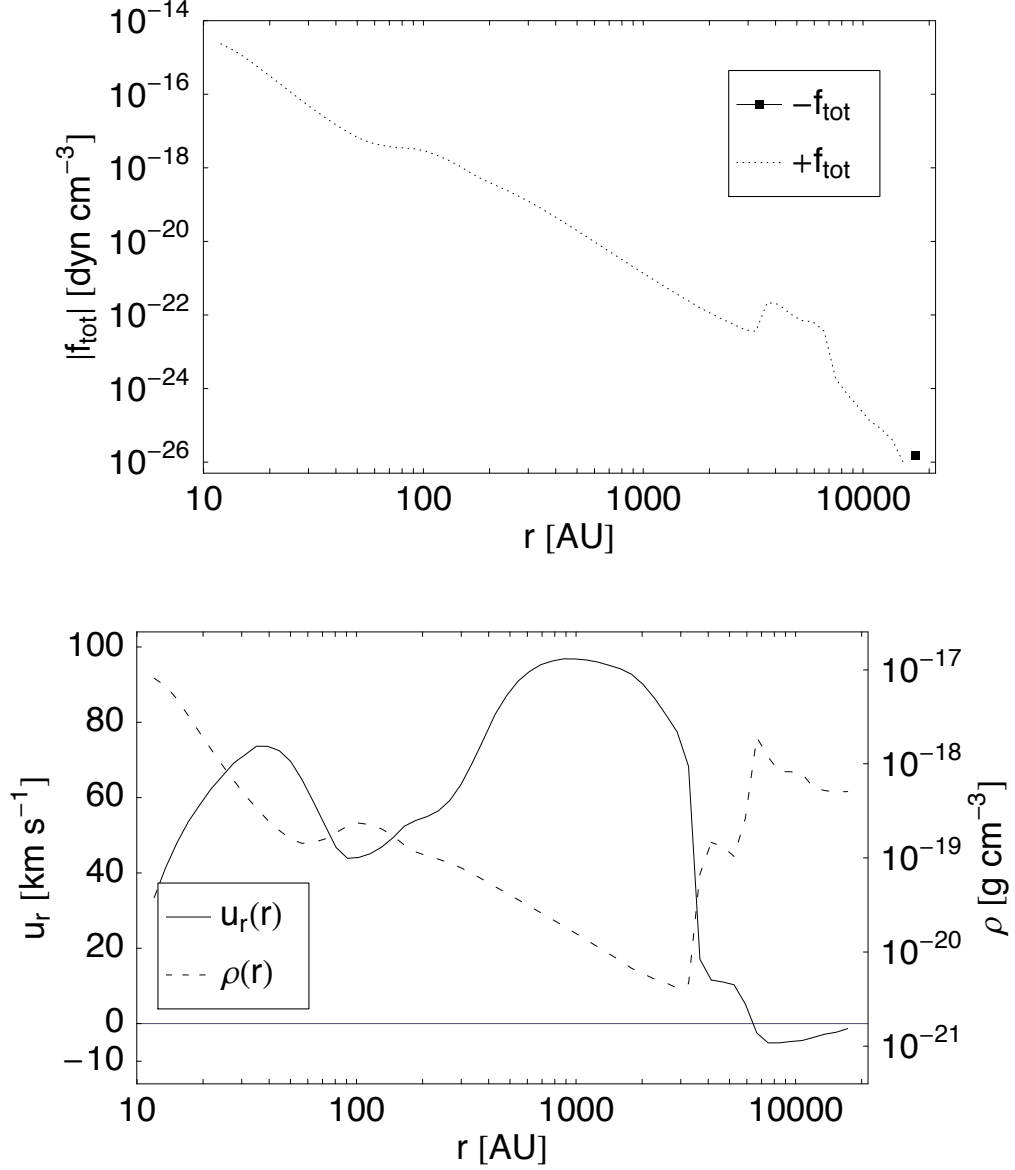 10⁻¹⁴
10⁻¹⁶
10⁻¹⁸
10⁻²⁰
10⁻²²
10⁻²⁴
10⁻²⁶
|f_tot| [dyn cm⁻³]
−f_tot
+f_tot
10 100 1000 10000
r [AU]
100
80
60
40
20
0
−10
u_r [km s⁻¹]
u_r(r)
ρ(r)
10⁻¹⁷
10⁻¹⁸
10⁻¹⁹
10⁻²⁰
10⁻²¹
ρ [g cm⁻³]
10 100 1000 10000
r [AU]